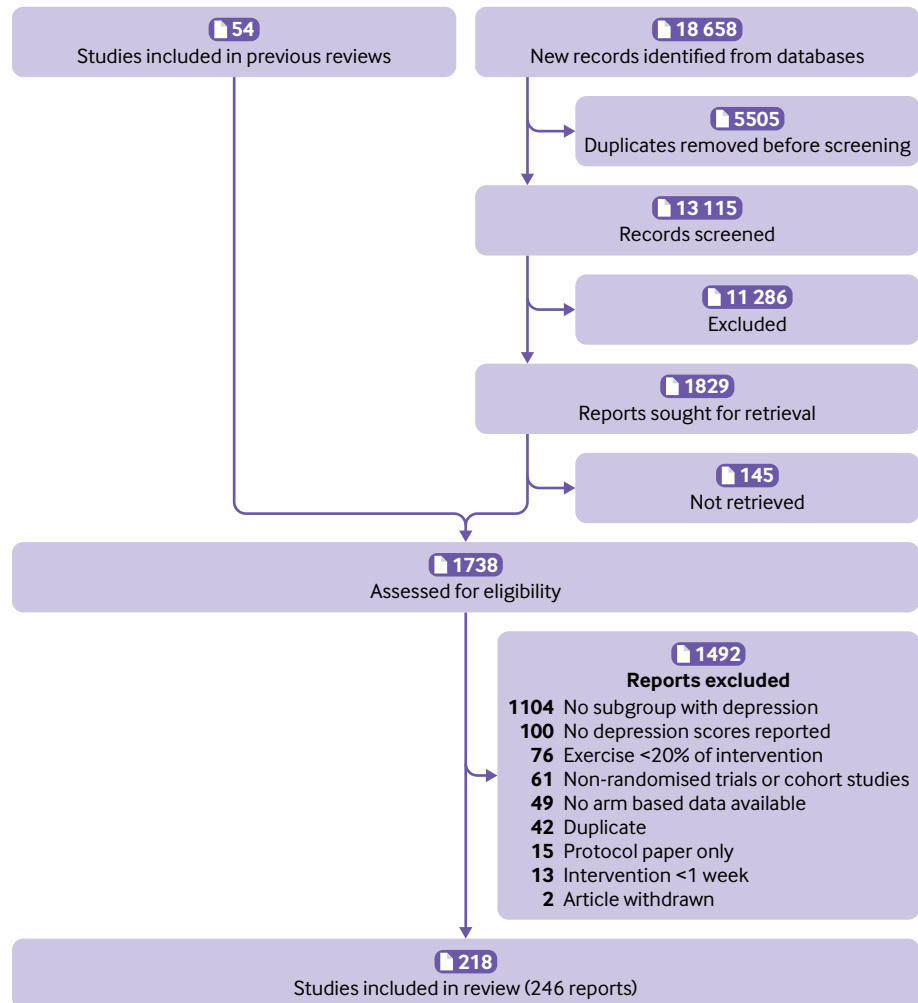 54
Studies included in previous reviews
18 658
New records identified from databases
5505
Duplicates removed before screening
13 115
Records screened
11 286
Excluded
1829
Reports sought for retrieval
145
Not retrieved
1738
Assessed for eligibility
1492
Reports excluded
1104 No subgroup with depression
100 No depression scores reported
76 Exercise <20% of intervention
61 Non-randomised trials or cohort studies
49 No arm based data available
42 Duplicate
15 Protocol paper only
13 Intervention <1 week
2 Article withdrawn
218
Studies included in review (246 reports)